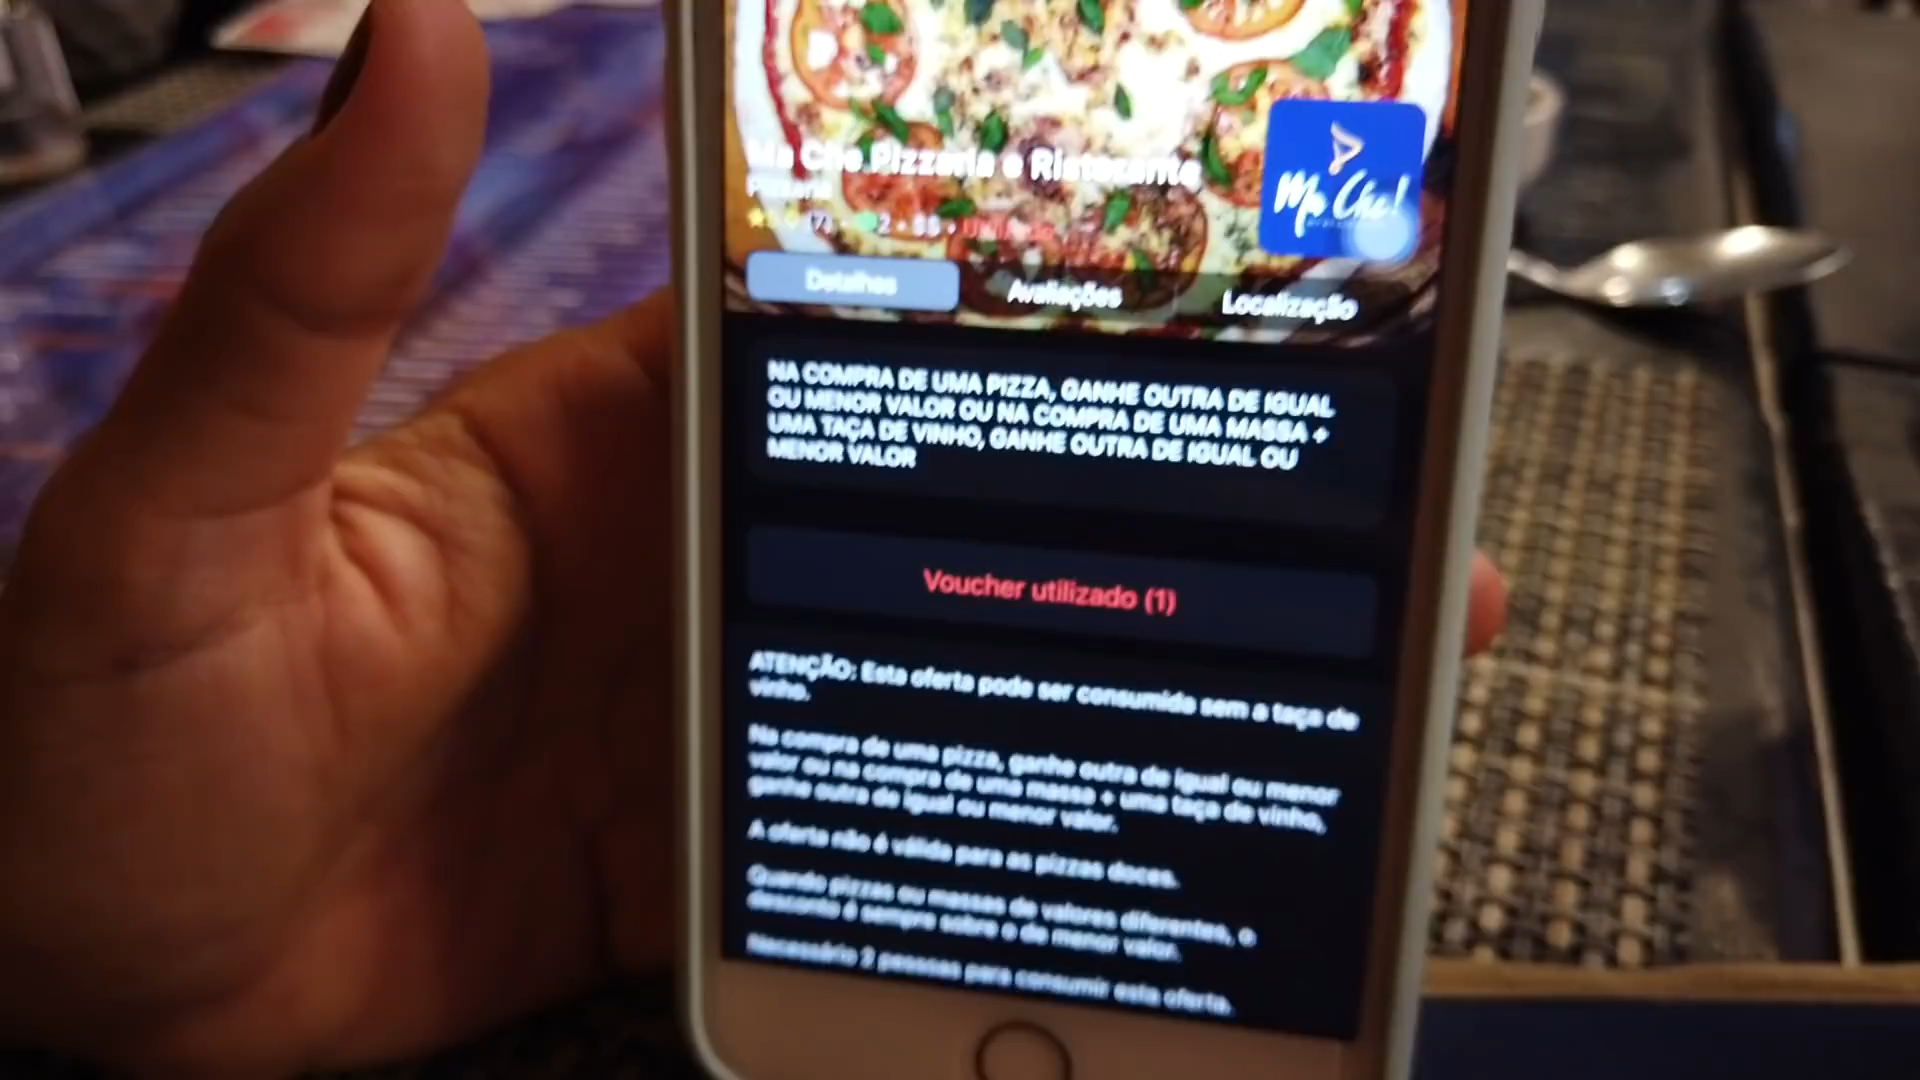 Ma Che Pizzaria e Ristorante
Pizzaria
Ma Che!
Detalhes
Avaliações
Localização
NA COMPRA DE UMA PIZZA, GANHE OUTRA DE IGUAL
OU MENOR VALOR OU NA COMPRA DE UMA MASSA +
UMA TAÇA DE VINHO, GANHE OUTRA DE IGUAL OU
MENOR VALOR
Voucher utilizado (1)
ATENÇÃO: Esta oferta pode ser consumida sem a taça de
vinho.
Na compra de uma pizza, ganhe outra de igual ou menor
valor ou na compra de uma massa + uma taça de vinho,
ganhe outra de igual ou menor valor.
A oferta não é válida para as pizzas doces.
Quando pizzas ou massas de valores diferentes, o
desconto é sempre sobre o de menor valor.
Necessário 2 pessoas para consumir esta oferta.